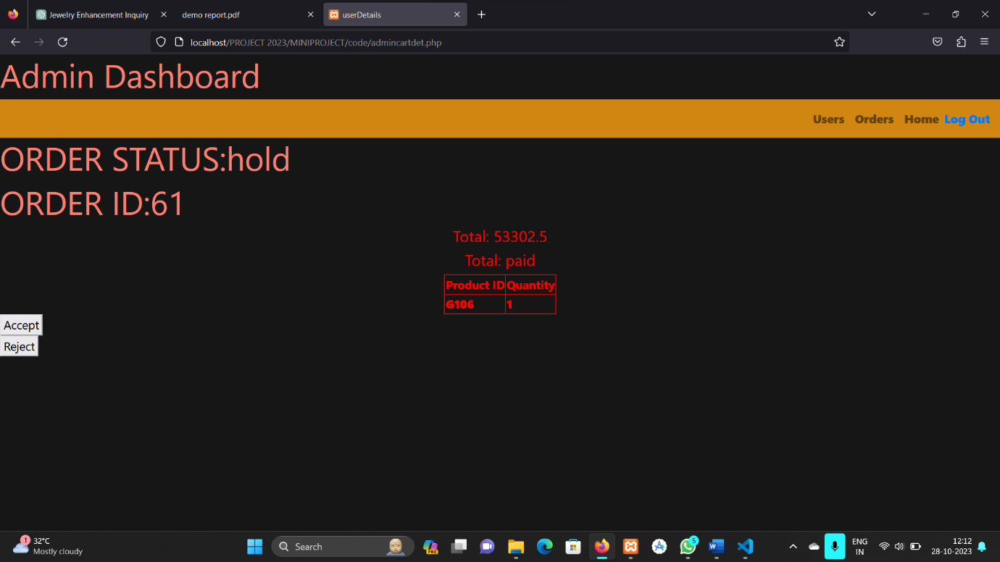 Jewelry Enhancement Inquiry
demo report.pdf
userDetails
localhost/PROJECT 2023/MINIPROJECT/code/admincartdet.php
Admin Dashboard
Users Orders Home Log Out
ORDER STATUS:hold
ORDER ID:61
Total: 53302.5
Total: paid
Product ID Quantity
G106 1
Accept
Reject
1
32°C
Mostly cloudy
Search
PRE
5
W
ENG
IN
12:12
28-10-2023